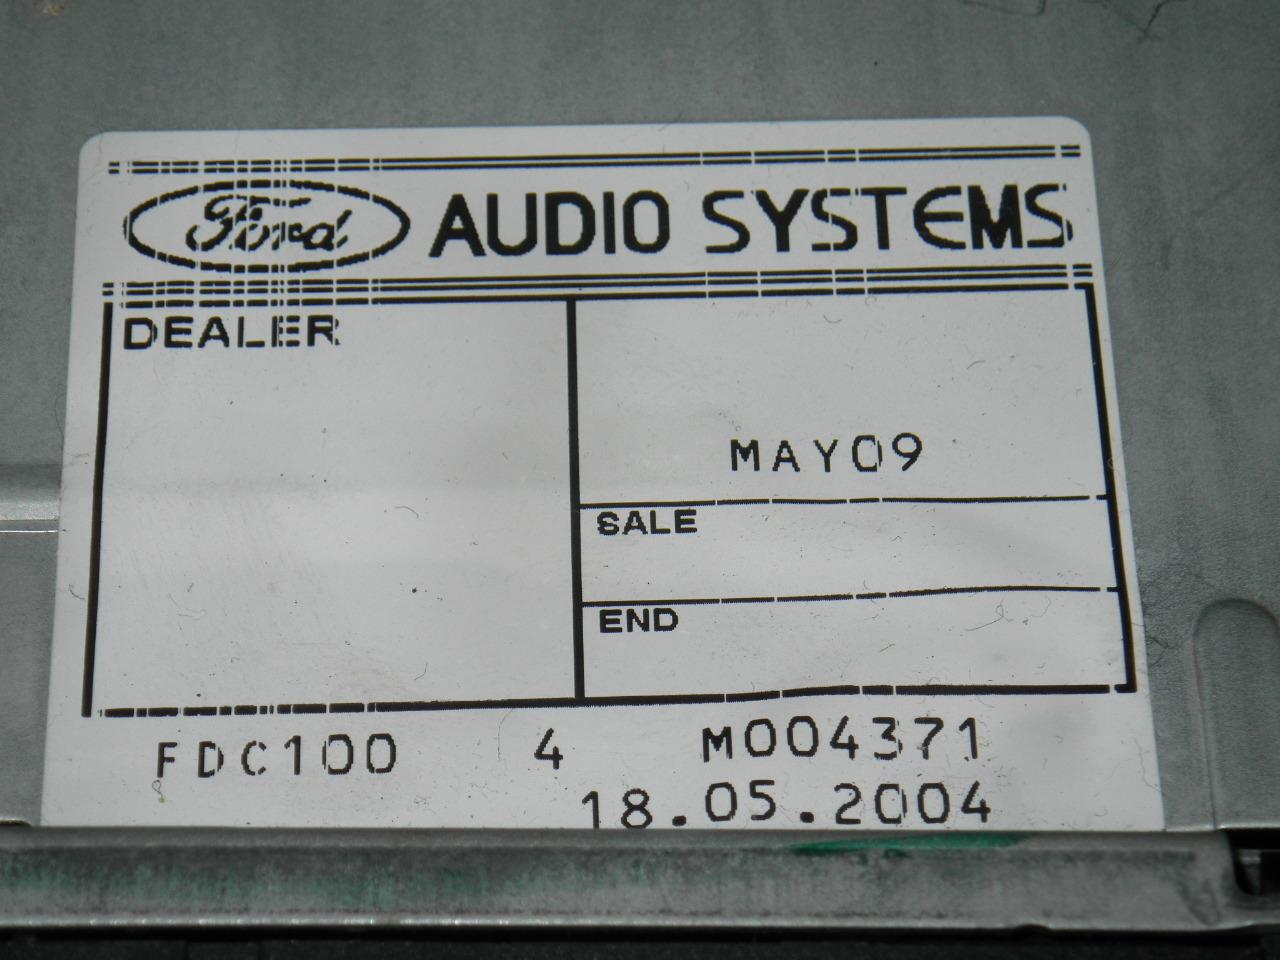 Ford AUDIO SYSTEMS
DEALER
MAY09
SALE
END
FDC100 4 M004371
18.05.2004